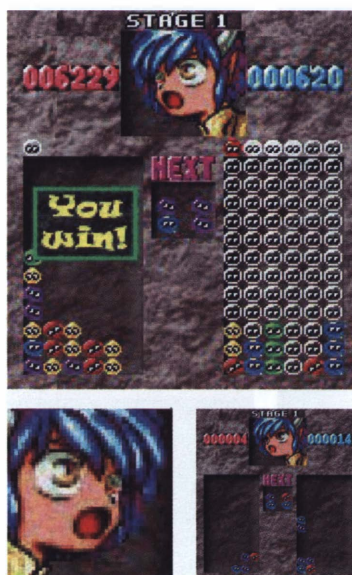 STAGE 1
006229
000620
NEXT
You
win!
STAGE 1
000004
000014
NEXT